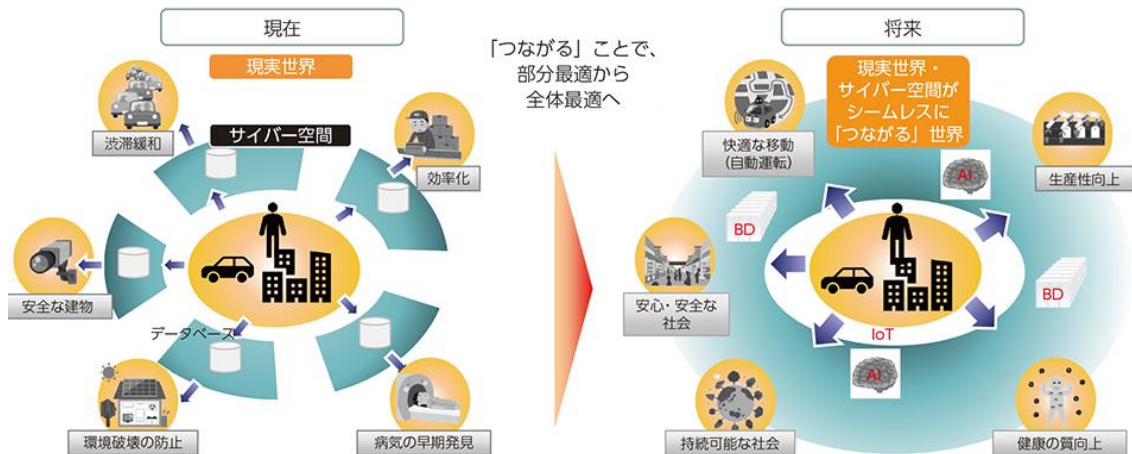 現在
現実世界
サイバー空間
渋滞緩和
効率化
安全な建物
データベース
環境破壊の防止
病気の早期発見
「つながる」ことで、
部分最適から
全体最適へ
将来
現実世界・
サイバー空間が
シームレスに
「つながる」世界
快適な移動
(自動運転)
AI
生産性向上
BD
安心・安全な
社会
BD
IoT
AI
持続可能な社会
健康の質向上